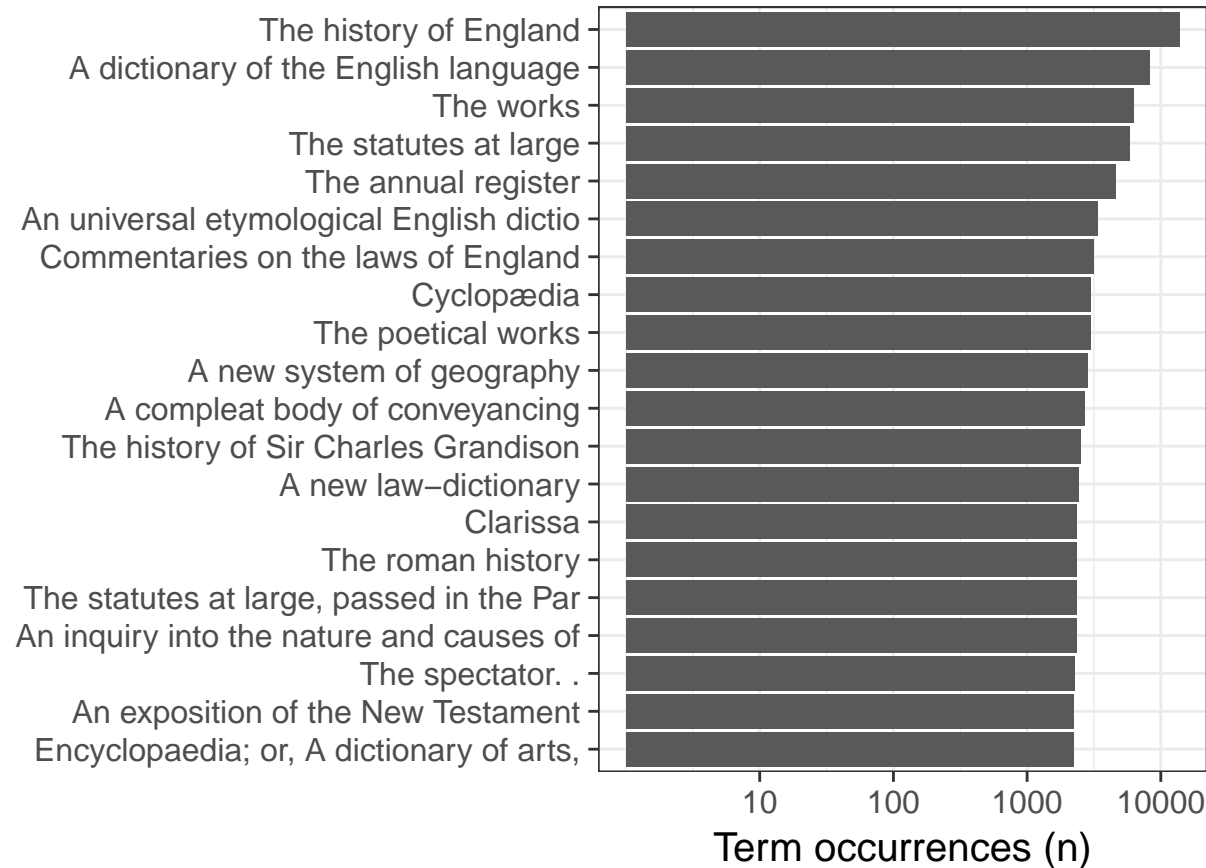 The history of England
A dictionary of the English language
The works
The statutes at large
The annual register
An universal etymological English dictio
Commentaries on the laws of England
Cyclopædia
The poetical works
A new system of geography
A compleat body of conveyancing
The history of Sir Charles Grandison
A new law−dictionary
Clarissa
The roman history
The statutes at large, passed in the Par
An inquiry into the nature and causes of
The spectator. .
An exposition of the New Testament
Encyclopaedia; or, A dictionary of arts,
10 100 1000 10000
Term occurrences (n)